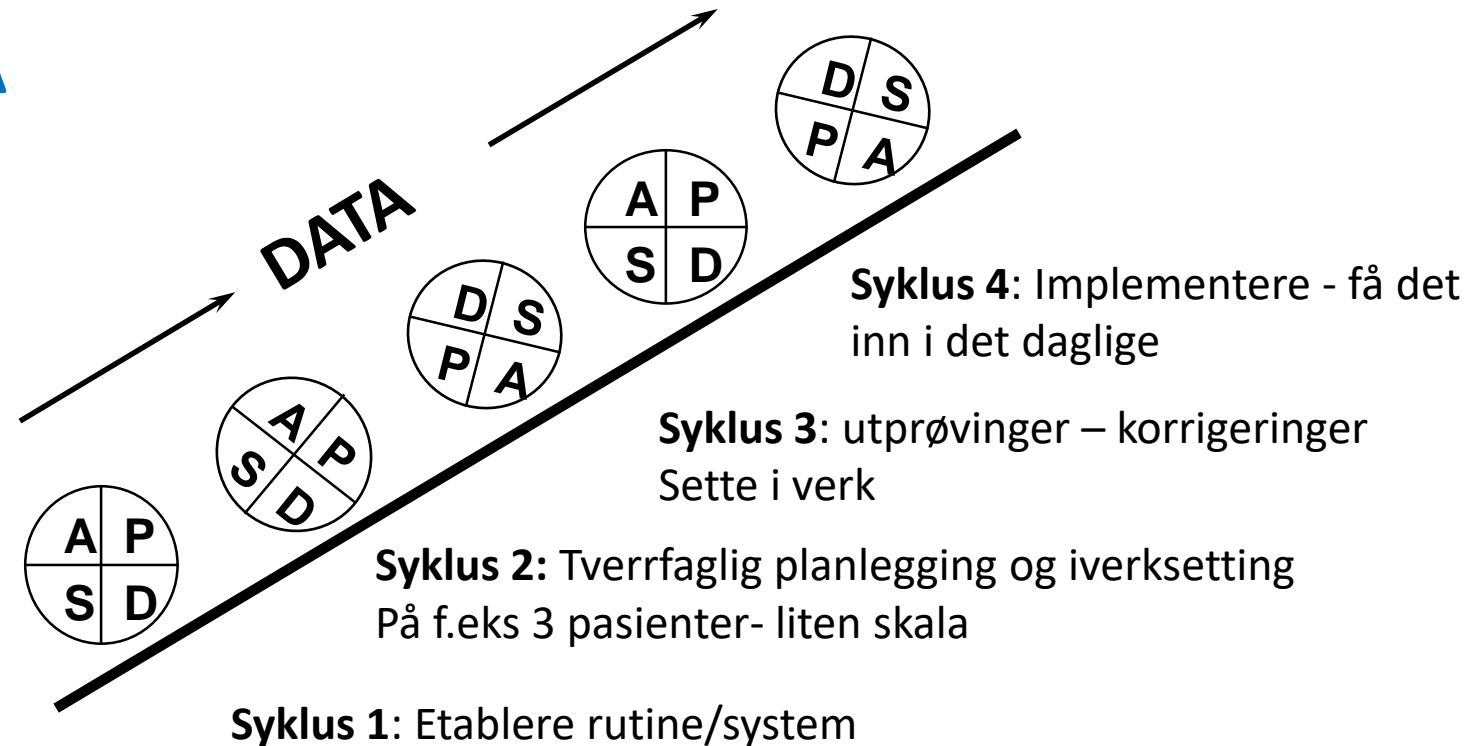 DATA
D S
P A
A P
S D
D S
P A
A P
S D
A P
S D
Syklus 4: Implementere - få det
inn i det daglige
Syklus 3: utprøvinger – korrigeringer
Sette i verk
Syklus 2: Tverrfaglig planlegging og iverksetting
På f.eks 3 pasienter- liten skala
Syklus 1: Etablere rutine/system